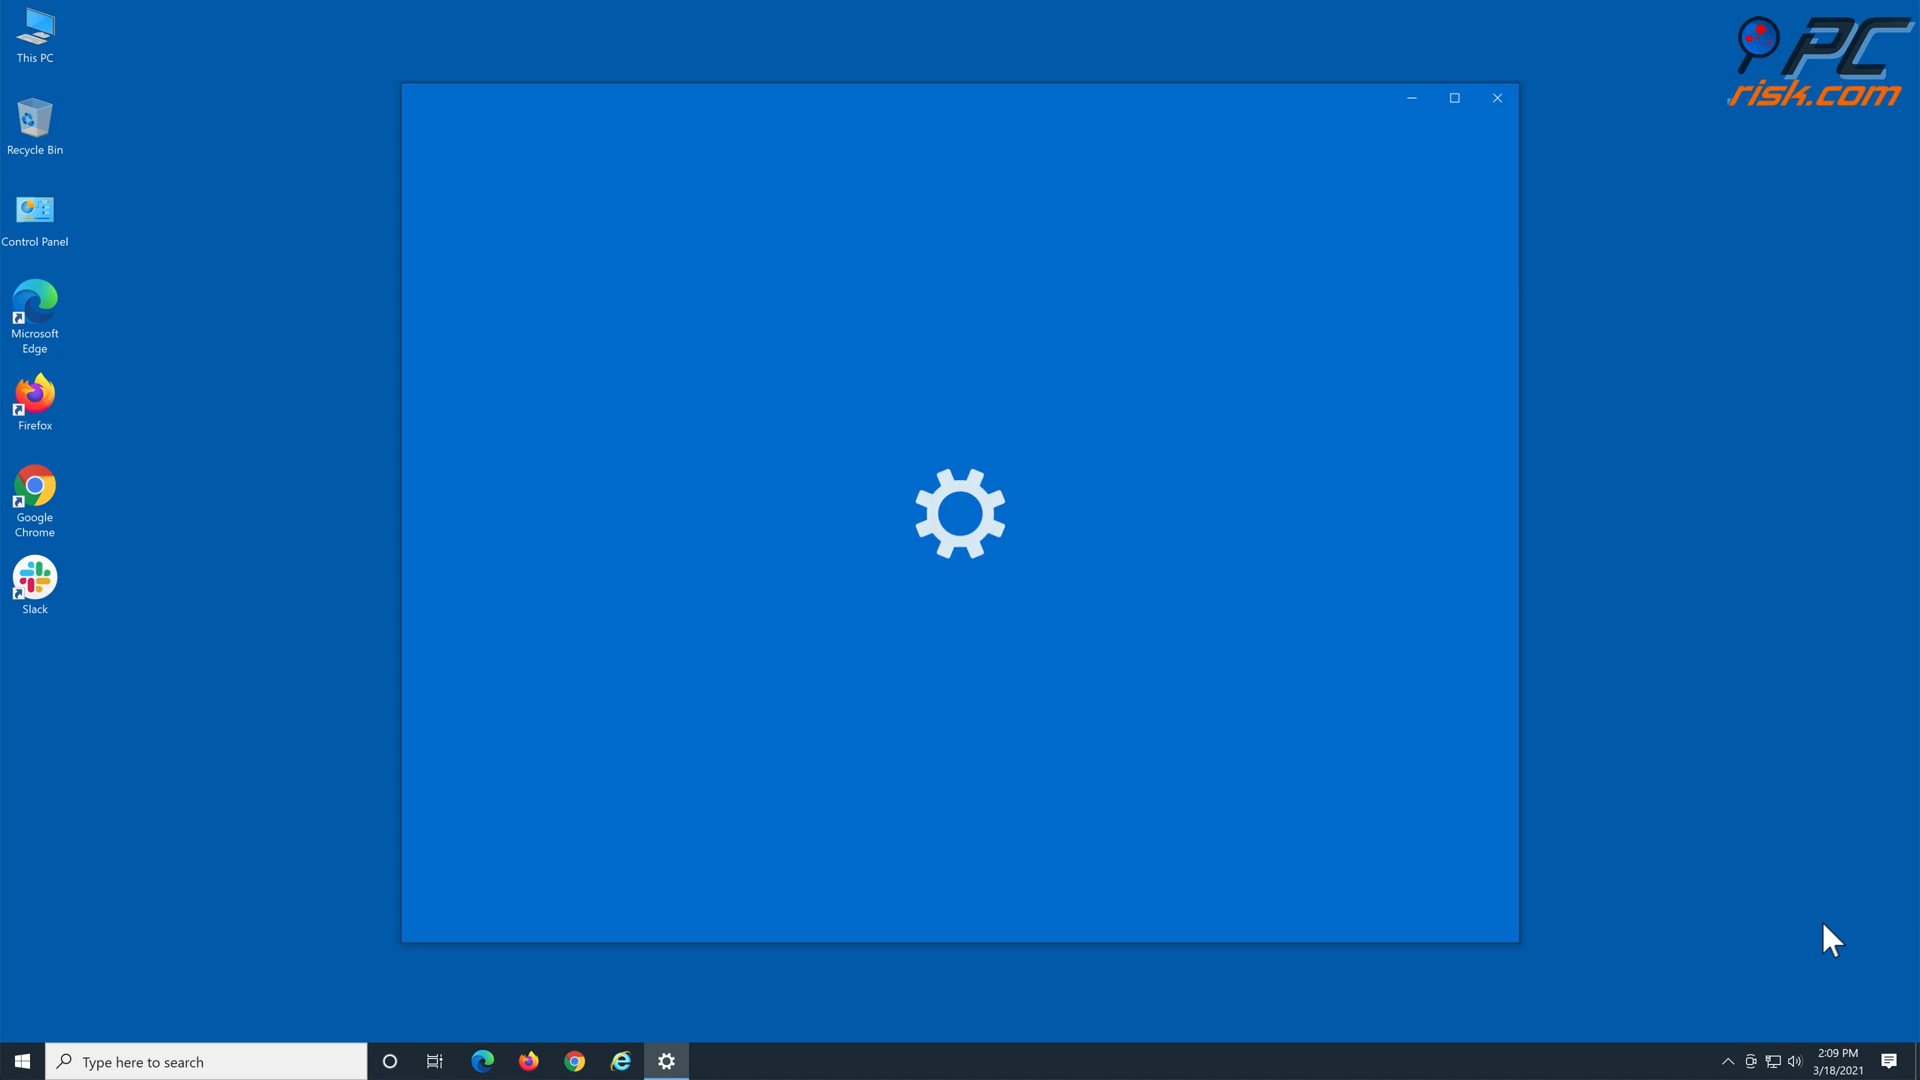 This PC
Recycle Bin
Control Panel
Microsoft
Edge
Firefox
Google
Chrome
Slack
PC
risk.com
Type here to search
2:09 PM
3/18/2021